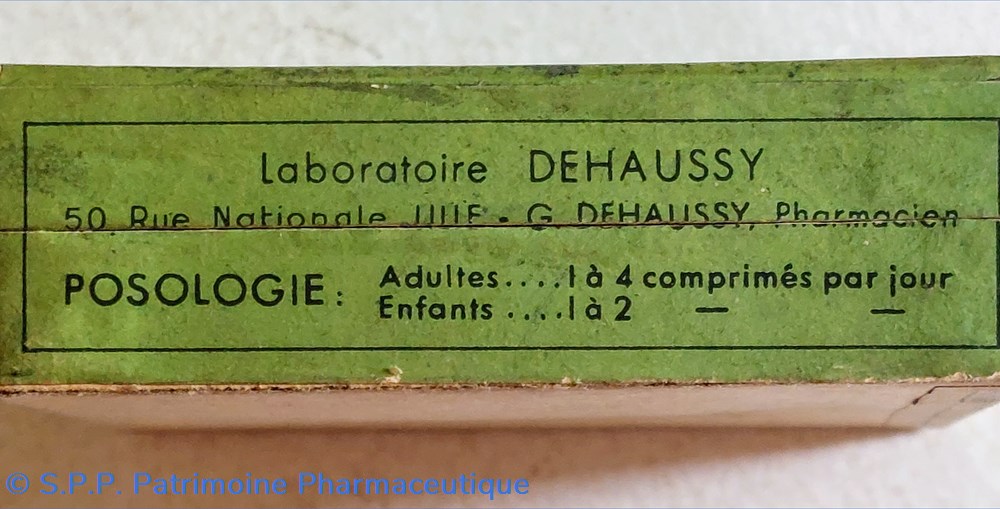 Laboratoire DEHAUSSY
50, Rue Nationale LILLE - G. DEHAUSSY, Pharmacien
POSOLOGIE : Adultes....1 à 4 comprimés par jour
Enfants ....1 à 2 — —
© S.P.P. Patrimoine Pharmaceutique